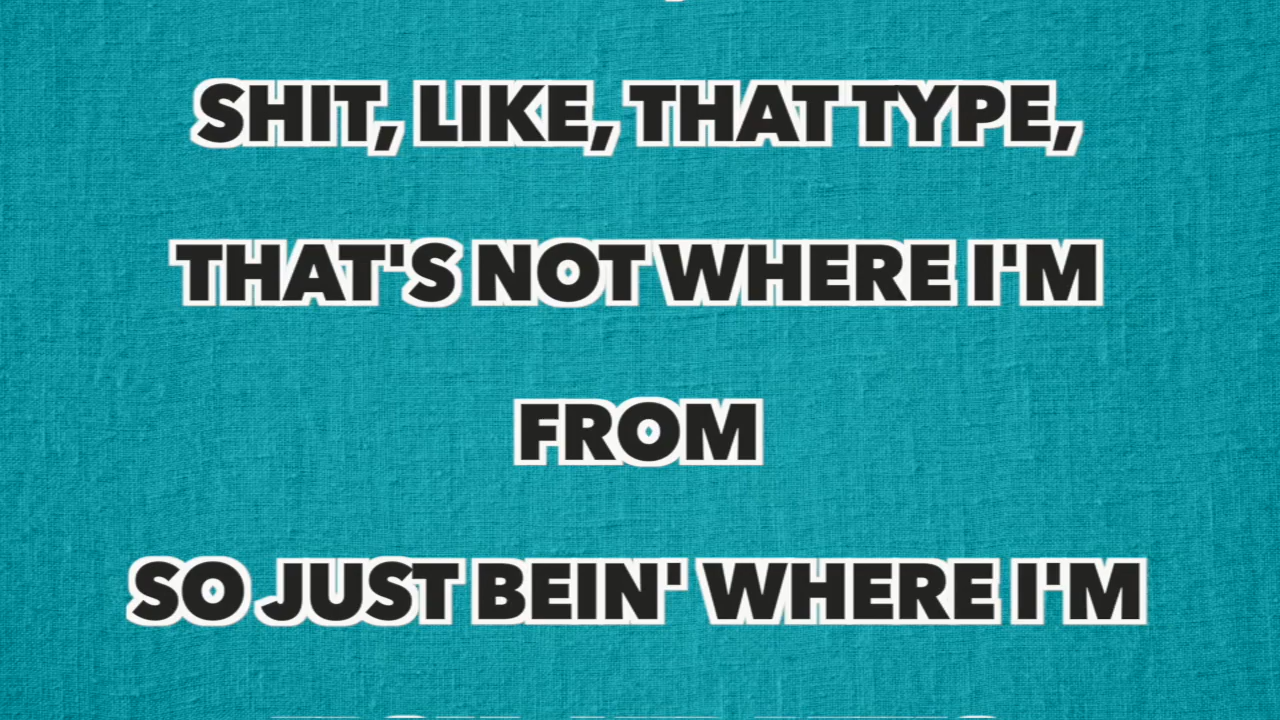 SHIT, LIKE, THAT TYPE,
THAT'S NOT WHERE I'M
FROM
SO JUST BEIN' WHERE I'M